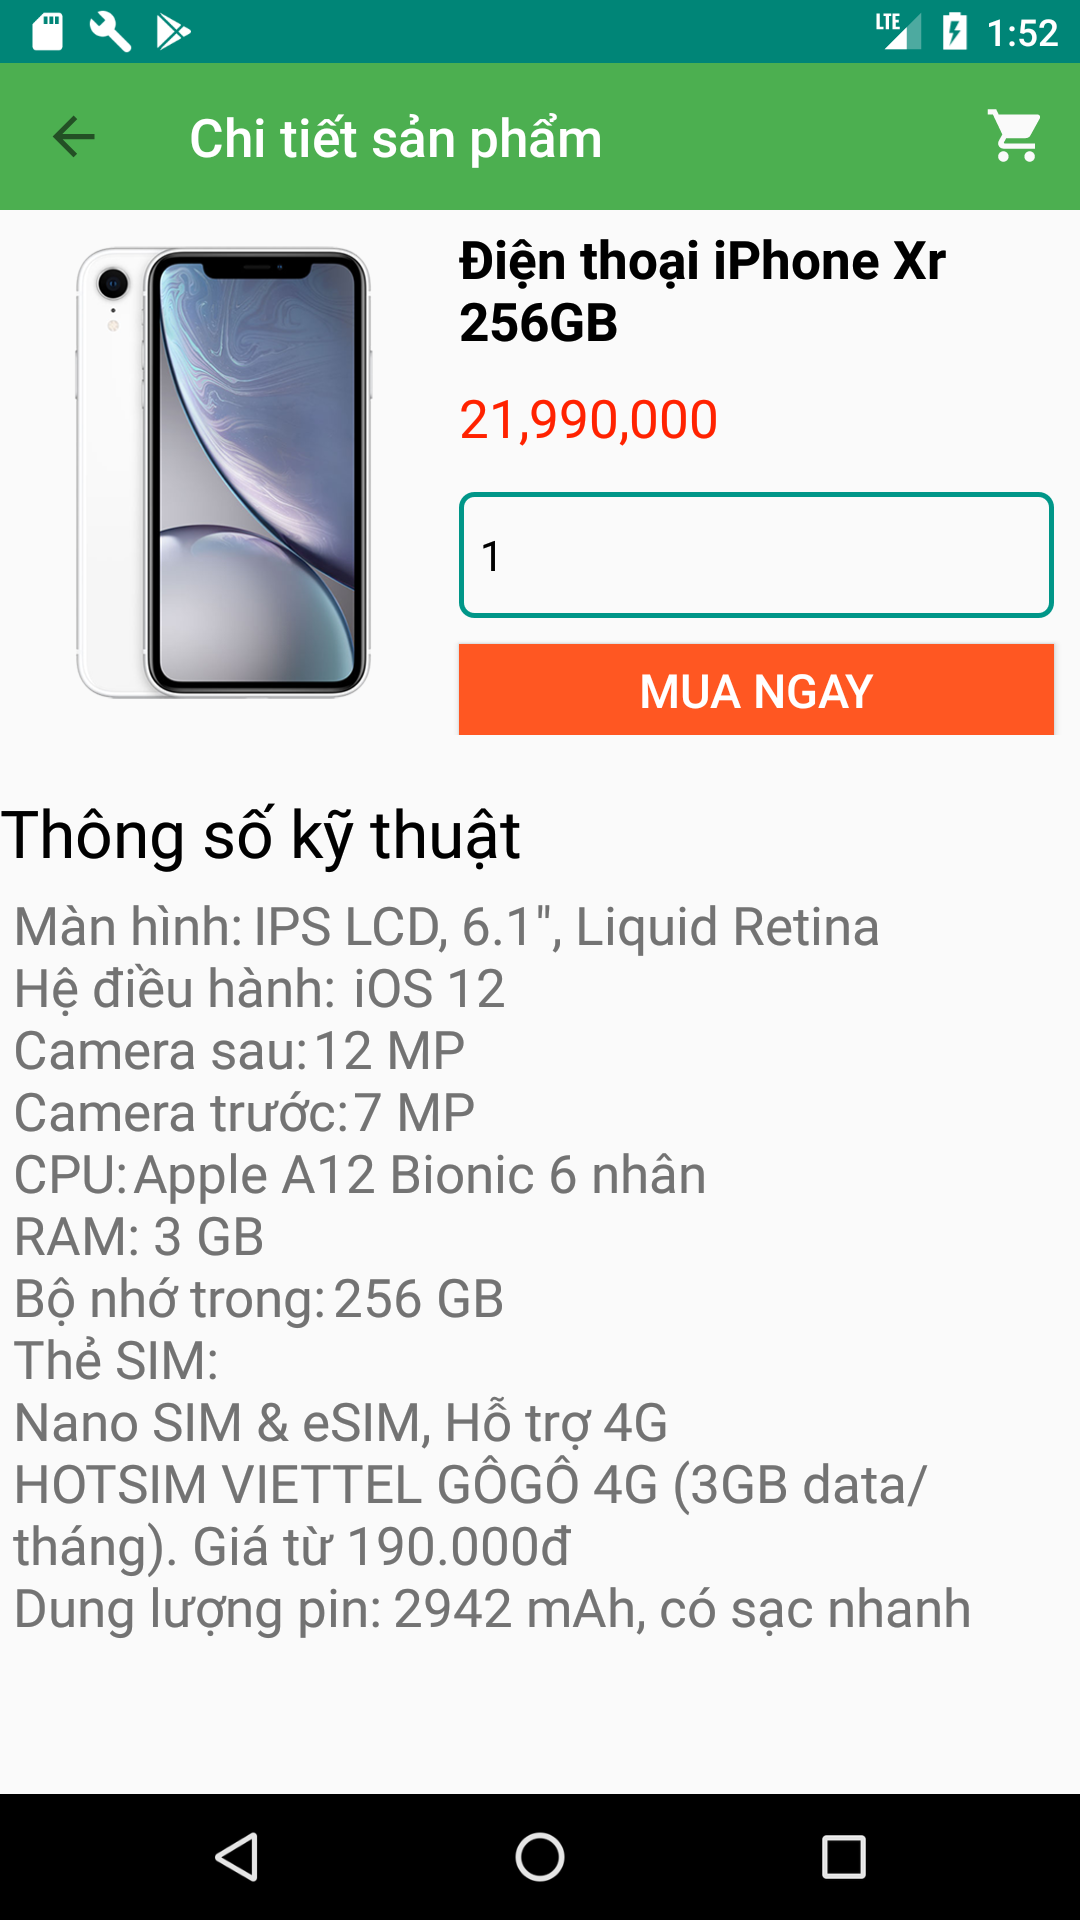 LTE 1:52
Chi tiết sản phẩm
Điện thoại iPhone Xr
256GB
21,990,000
1
MUA NGAY
Thông số kỹ thuật
Màn hình: IPS LCD, 6.1", Liquid Retina
Hệ điều hành: iOS 12
Camera sau: 12 MP
Camera trước: 7 MP
CPU: Apple A12 Bionic 6 nhân
RAM: 3 GB
Bộ nhớ trong: 256 GB
Thẻ SIM:
Nano SIM & eSIM, Hỗ trợ 4G
HOTSIM VIETTEL GÔGÔ 4G (3GB data/
tháng). Giá từ 190.000đ
Dung lượng pin: 2942 mAh, có sạc nhanh